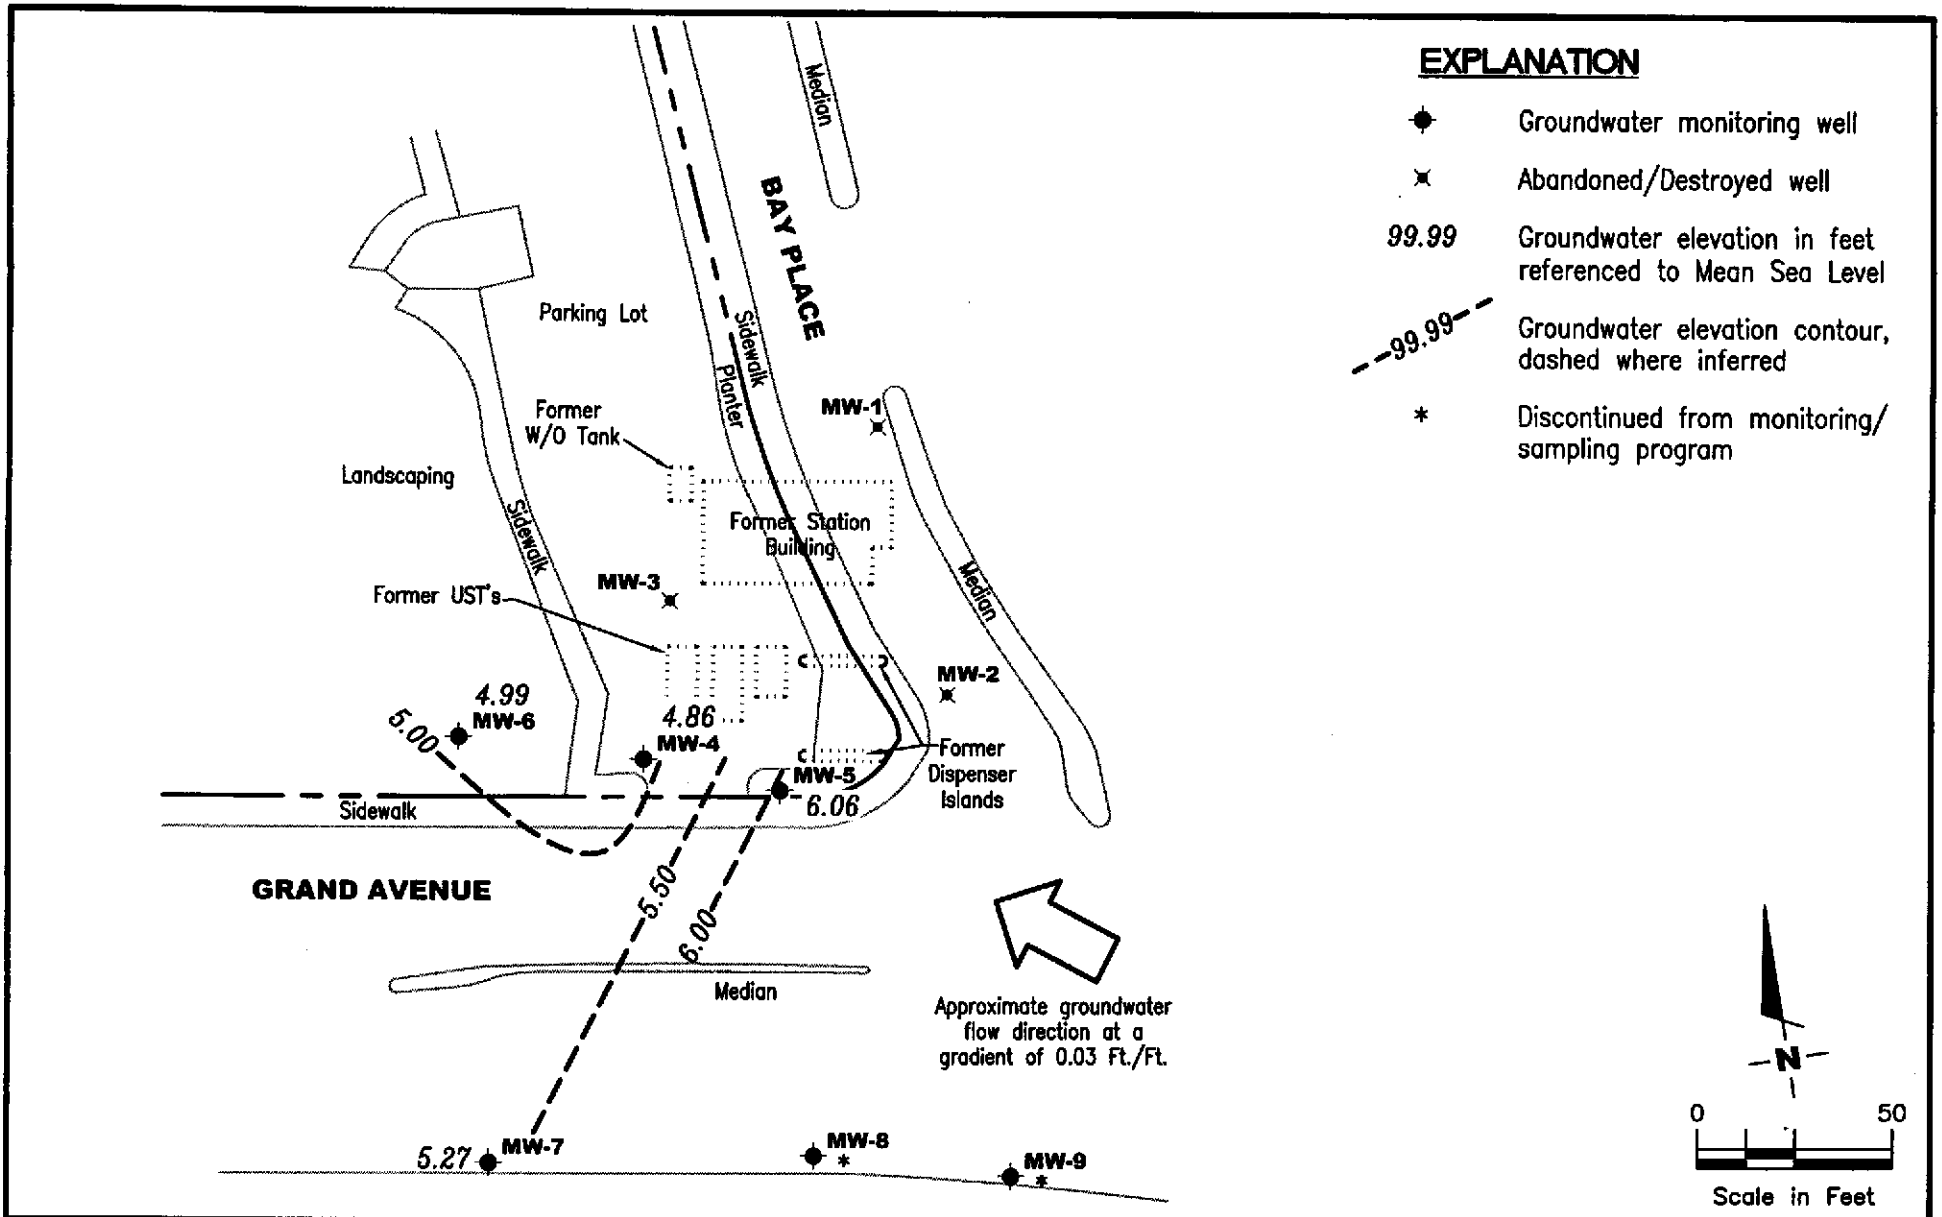 EXPLANATION
Groundwater monitoring well
Abandoned/Destroyed well
99.99
Groundwater elevation in feet
referenced to Mean Sea Level
99.99
Groundwater elevation contour,
dashed where inferred
*
Discontinued from monitoring/
sampling program
Median
BAY PLACE
Parking Lot
Sidewalk
Planter
MW-1
Former
W/O Tank
Landscaping
Sidewalk
Former Station
Building
Median
MW-3
Former UST's
MW-2
4.99
MW-6
5.00
4.86
MW-4
MW-5
6.06
Former
Dispenser
Islands
Sidewalk
GRAND AVENUE
5.50
6.00
Median
Approximate groundwater
flow direction at a
gradient of 0.03 Ft./Ft.
N
0 50
Scale in Feet
5.27
MW-7
MW-8
*
MW-9
*